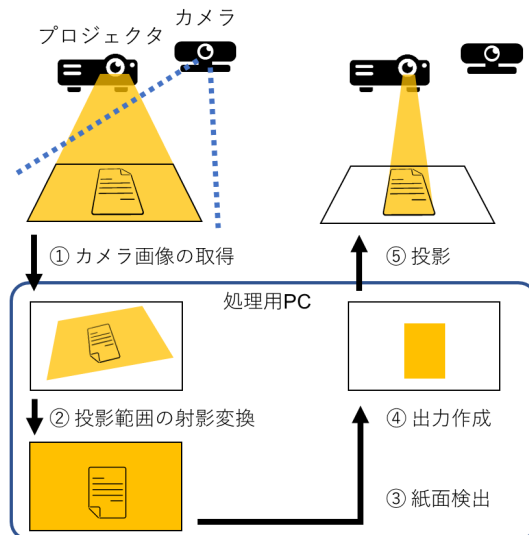 カメラ
プロジェクタ
① カメラ画像の取得
⑤ 投影
処理用PC
② 投影範囲の射影変換
④ 出力作成
③ 紙面検出